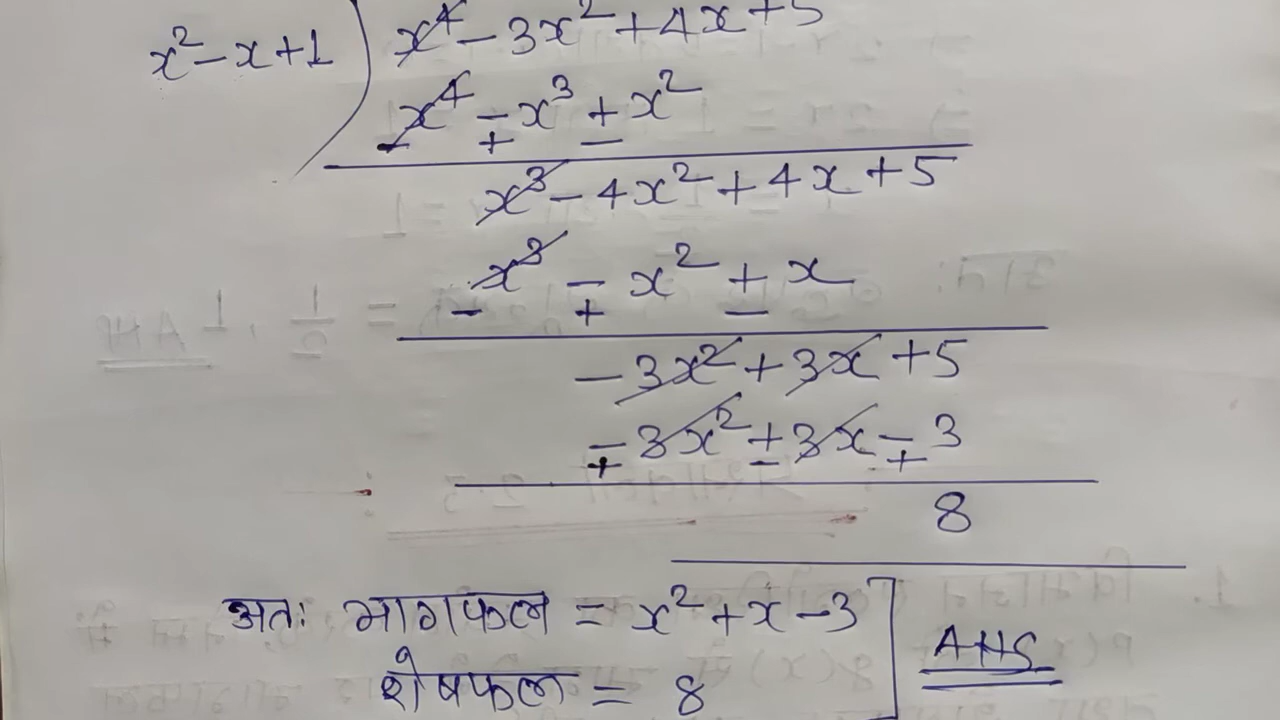 x² - x + 1 ) x⁴ - 3x² + 4x + 5
x⁴ - x³ + x²
- + -
x³ - 4x² + 4x + 5
x³ - x² + x
- + -
- 3x² + 3x + 5
- 3x² + 3x - 3
+ - +
8
अतः भागफल = x² + x - 3
शेषफल = 8
ANS